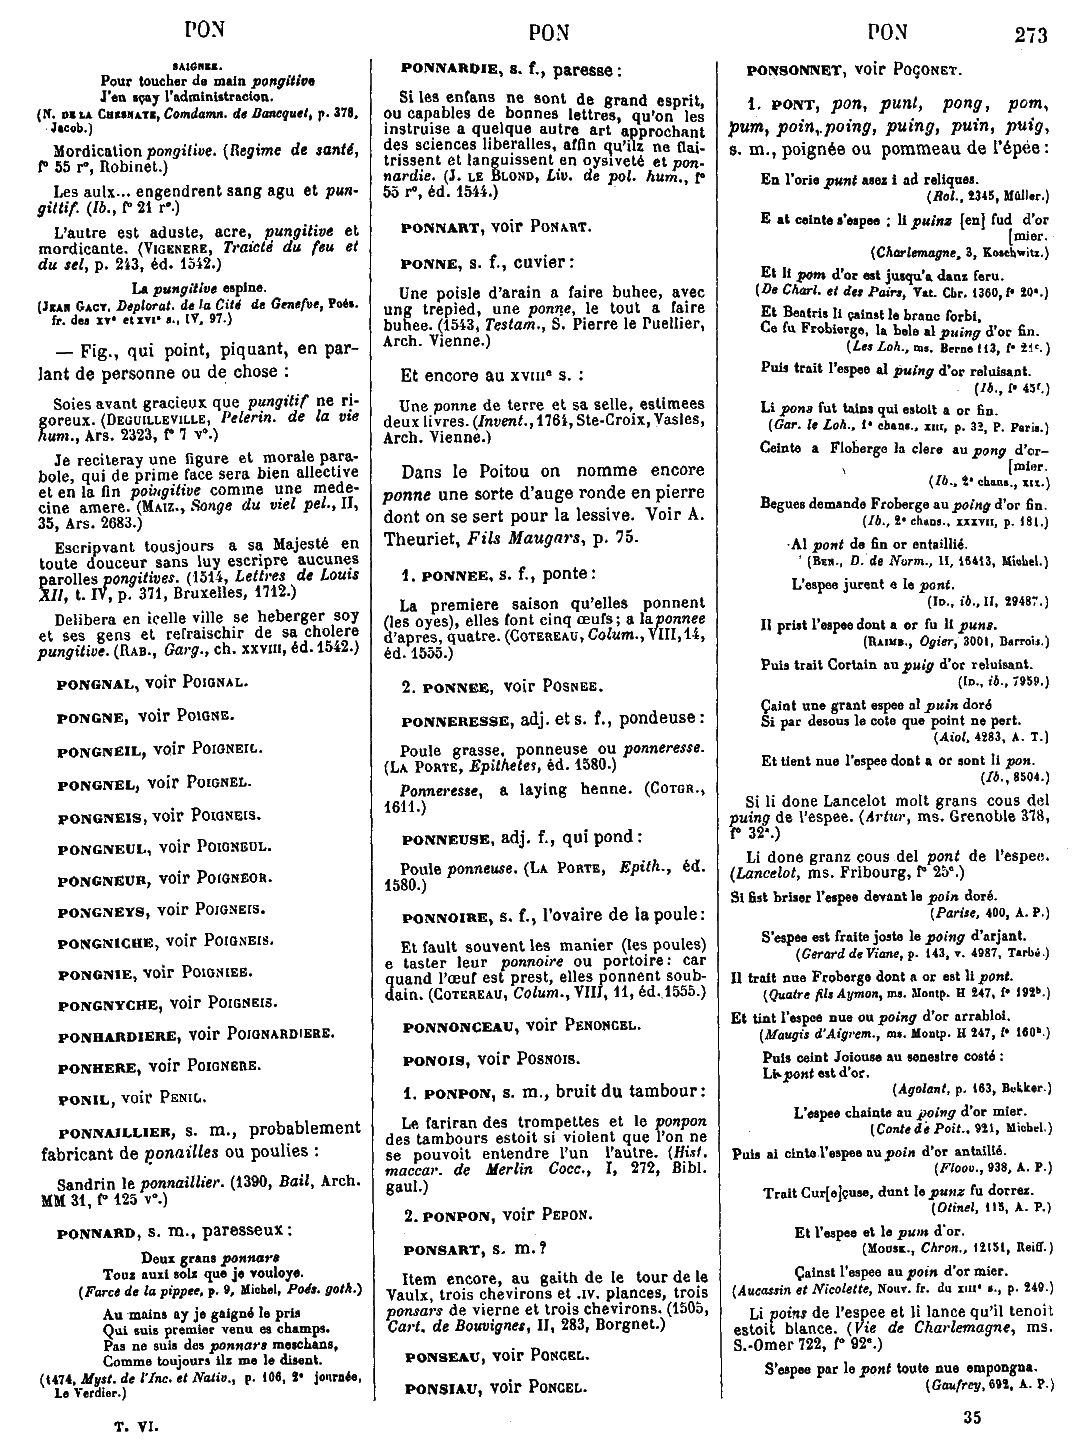 PON
PON
PON
273
SAIGNEE.
Pour toucher de main pongitive
J'en sçay l'administracion.
(N. DE LA CHESNAYE, Comdamn. de Bancquet, p. 378,
Jacob.)
Mordication pongitive. (Regime de santé,
f° 55 r°, Robinet.)
Les aulx... engendrent sang agu et pun-
gittif. (Ib., f° 21 r°.)
L'autre est aduste, acre, pungitive et
mordicante. (VIGENERE, Traicté du feu et
du sel, p. 243, éd. 1542.)
La pungitive espine.
(JEAN GACY, Deplorat. de la Cité de Genefve, Poés.
fr. des XVe et XVIe s., IV, 97.)
— Fig., qui point, piquant, en par-
lant de personne ou de chose :
Soies avant gracieux que pungitif ne ri-
goreux. (DEGUILLEVILLE, Pelerin. de la vie
hum., Ars. 2323, f° 7 v°.)
Je reciteray une figure et morale para-
bole, qui de prime face sera bien allective
et en la fin poingitive comme une mede-
cine amere. (MAIZ., Songe du viel pel., II,
35, Ars. 2683.)
Escripvant tousjours a sa Majesté en
toute douceur sans luy escripre aucunes
parolles pongitives. (1514, Lettres de Louis
XII, t. IV, p. 371, Bruxelles, 1712.)
Delibera en icelle ville se heberger soy
et ses gens et refraischir de sa cholere
pungitive. (RAB., Garg., ch. XXVIII, éd. 1542.)
PONGNAL, voir POIGNAL.
PONGNE, voir POIGNE.
PONGNEIL, voir POIGNEIL.
PONGNEL, voir POIGNEL.
PONGNEIS, voir POIGNEIS.
PONGNEUL, voir POIGNEUL.
PONGNEUR, voir POIGNEOR.
PONGNEYS, voir POIGNEIS.
PONGNICHE, voir POIGNEIS.
PONGNIE, voir POIGNIEE.
PONGNYCHE, voir POIGNEIS.
PONHARDIERE, voir POIGNARDIERE.
PONHERE, voir POIGNERE.
PONIL, voir PENIL.
PONNAILLIER, s. m., probablement
fabricant de ponailles ou poulies :
Sandrin le ponnaillier. (1390, Bail, Arch.
MM 31, f° 125 v°.)
PONNARD, s. m., paresseux :
Deux grans ponnars
Touz auxi solz que je vouloye.
(Farce de la pippee, p. 9, Michel, Poés. goth.)
Au mains ay je gaigné le pris
Qui suis premier venu es champs.
Pas ne suis des ponnars meschans,
Comme toujours ilz me le disent.
(1474, Myst. de l'Inc. et Nativ., p. 106, 2e journée,
Le Verdier.)
T. VI.
PONNARDIE, s. f., paresse :
Si les enfans ne sont de grand esprit,
ou capables de bonnes lettres, qu'on les
instruise a quelque autre art approchant
des sciences liberalles, affin qu'ilz ne flai-
trissent et languissent en oysiveté et pon-
nardie. (J. LE BLOND, Liv. de pol. hum., f°
55 r°, éd. 1544.)
PONNART, voir PONART.
PONNE, s. f., cuvier :
Une poisle d'arain a faire buhee, avec
ung trepied, une ponne, le tout a faire
buhee. (1543, Testam., S. Pierre le Puellier,
Arch. Vienne.)
Et encore au XVIIIe s. :
Une ponne de terre et sa selle, estimees
deux livres. (Invent., 1764, Ste-Croix, Vasles,
Arch. Vienne.)
Dans le Poitou on nomme encore
ponne une sorte d'auge ronde en pierre
dont on se sert pour la lessive. Voir A.
Theuriet, Fils Maugars, p. 75.
1. PONNEE, s. f., ponte :
La premiere saison qu'elles ponnent
(les oyes), elles font cinq œufs ; a la ponnee
d'apres, quatre. (COTEREAU, Colum., VIII, 14,
éd. 1555.)
2. PONNEE, voir POSNEE.
PONNERESSE, adj. et s. f., pondeuse :
Poule grasse, ponneuse ou ponneresse.
(LA PORTE, Epithetes, éd. 1580.)
Ponneresse, a laying henne. (COTGR.,
1611.)
PONNEUSE, adj. f., qui pond :
Poule ponneuse. (LA PORTE, Epith., éd.
1580.)
PONNOIRE, s. f., l'ovaire de la poule :
Et fault souvent les manier (les poules)
e taster leur ponnoire ou portoire : car
quand l'œuf est prest, elles ponnent soub-
dain. (COTEREAU, Colum., VIII, 11, éd. 1555.)
PONNONCEAU, voir PENONCEL.
PONOIS, voir POSNOIS.
1. PONPON, s. m., bruit du tambour :
Le fariran des trompettes et le ponpon
des tambours estoit si violent que l'on ne
se pouvoit entendre l'un l'autre. (Hist.
maccar. de Merlin Cocc., I, 272, Bibl.
gaul.)
2. PONPON, voir PEPON.
PONSART, s. m. ?
Item encore, au gaith de le tour de le
Vaulx, trois chevirons et .IV. plances, trois
ponsars de vierne et trois chevirons. (1505,
Cart. de Bouvignes, II, 283, Borgnet.)
PONSEAU, voir PONCEL.
PONSIAU, voir PONCEL.
PONSONNET, voir POÇONET.
1. PONT, pon, punt, pong, pom,
pum, poin, poing, puing, puin, puig,
s. m., poignée ou pommeau de l'épée :
En l'orie punt asez i ad reliques.
(Rol., 2345, Müller.)
E at ceinte s'espee ; li puinz [en] fud d'or
[mier.
(Charlemagne, 3, Koschwitz.)
Et li pom d'or est jusqu'a danz feru.
(De Charl. et des Pairs, Vat. Chr. 1360, f° 20a.)
Et Beatris li çainst le branc forbi,
Ce fu Frobierge, la bele al puing d'or fin.
(Les Loh., ms. Berne 113, f° 21c.)
Puis trait l'espee al puing d'or reluisant.
(Ib., f° 45f.)
Li pons fut tains qui estoit a or fin.
(Gar. le Loh., 1e chans., XIII, p. 32, P. Paris.)
Ceinte a Floberge la clere au pong d'or-
[mier.
(Ib., 2e chans., XIX.)
Begues demande Froberge au poing d'or fin.
(Ib., 2e chans., XXXVII, p. 181.)
Al pont de fin or entaillié.
(BEN., D. de Norm., II, 16413, Michel.)
L'espee jurent e le pont.
(ID., ib., II, 29487.)
Il prist l'espee dont a or fu li puns.
(RAIMB., Ogier, 3001, Barrois.)
Puis trait Cortain au puig d'or reluisant.
(ID., ib., 7959.)
Çaint une grant espee al puin doré
Si par desous le cote que point ne pert.
(Aiol, 4283, A. T.)
Et tient nue l'espee dont a or sont li pon.
(Ib., 8504.)
Si li done Lancelot molt grans cous del
puing de l'espee. (Artur, ms. Grenoble 378,
f° 32a.)
Li done granz cous del pont de l'espee.
(Lancelot, ms. Fribourg, f° 25c.)
Si fist briser l'espee devant le poin doré.
(Parise, 400, A. P.)
S'espee est fraite joste le poing d'arjant.
(Gerard de Viane, p. 143, v. 4987, Tarbé.)
Il trait nue Froberge dont a or est li pont.
(Quatre fils Aymon, ms. Montp. H 247, f° 192b.)
Et tint l'espee nue ou poing d'or arrabloi.
(Maugis d'Aigrem., ms. Montp. H 247, f° 160b.)
Puis ceint Joiouse au senestre costé :
Li pont est d'or.
(Agolant, p. 163, Bekker.)
L'espee chainte au poing d'or mier.
(Conte de Poit., 921, Michel.)
Puis ai cinte l'espee au poin d'or antaillé.
(Floov., 938, A. P.)
Trait Cur[e]çuse, dunt le punz fu dorrez.
(Otinel, 115, A. P.)
Et l'espee et le pum d'or.
(MOUSK., Chron., 12151, Reiff.)
Çainst l'espee au poin d'or mier.
(Aucassin et Nicolette, Nouv. fr. du XIIIe s., p. 249.)
Li poins de l'espee et li lance qu'il tenoit
estoit blance. (Vie de Charlemagne, ms.
S.-Omer 722, f° 92c.)
S'espee par le pont toute nue empongna.
(Gaufrey, 692, A. P.)
35